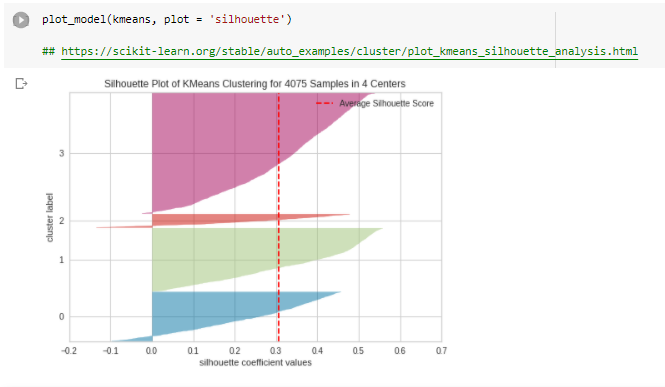 plot_model(kmeans, plot = 'silhouette')
## https://scikit-learn.org/stable/auto_examples/cluster/plot_kmeans_silhouette_analysis.html
Silhouette Plot of KMeans Clustering for 4075 Samples in 4 Centers
Average Silhouette Score
3
2
1
0
cluster label
-0.2 -0.1 0.0 0.1 0.2 0.3 0.4 0.5 0.6 0.7
silhouette coefficient values